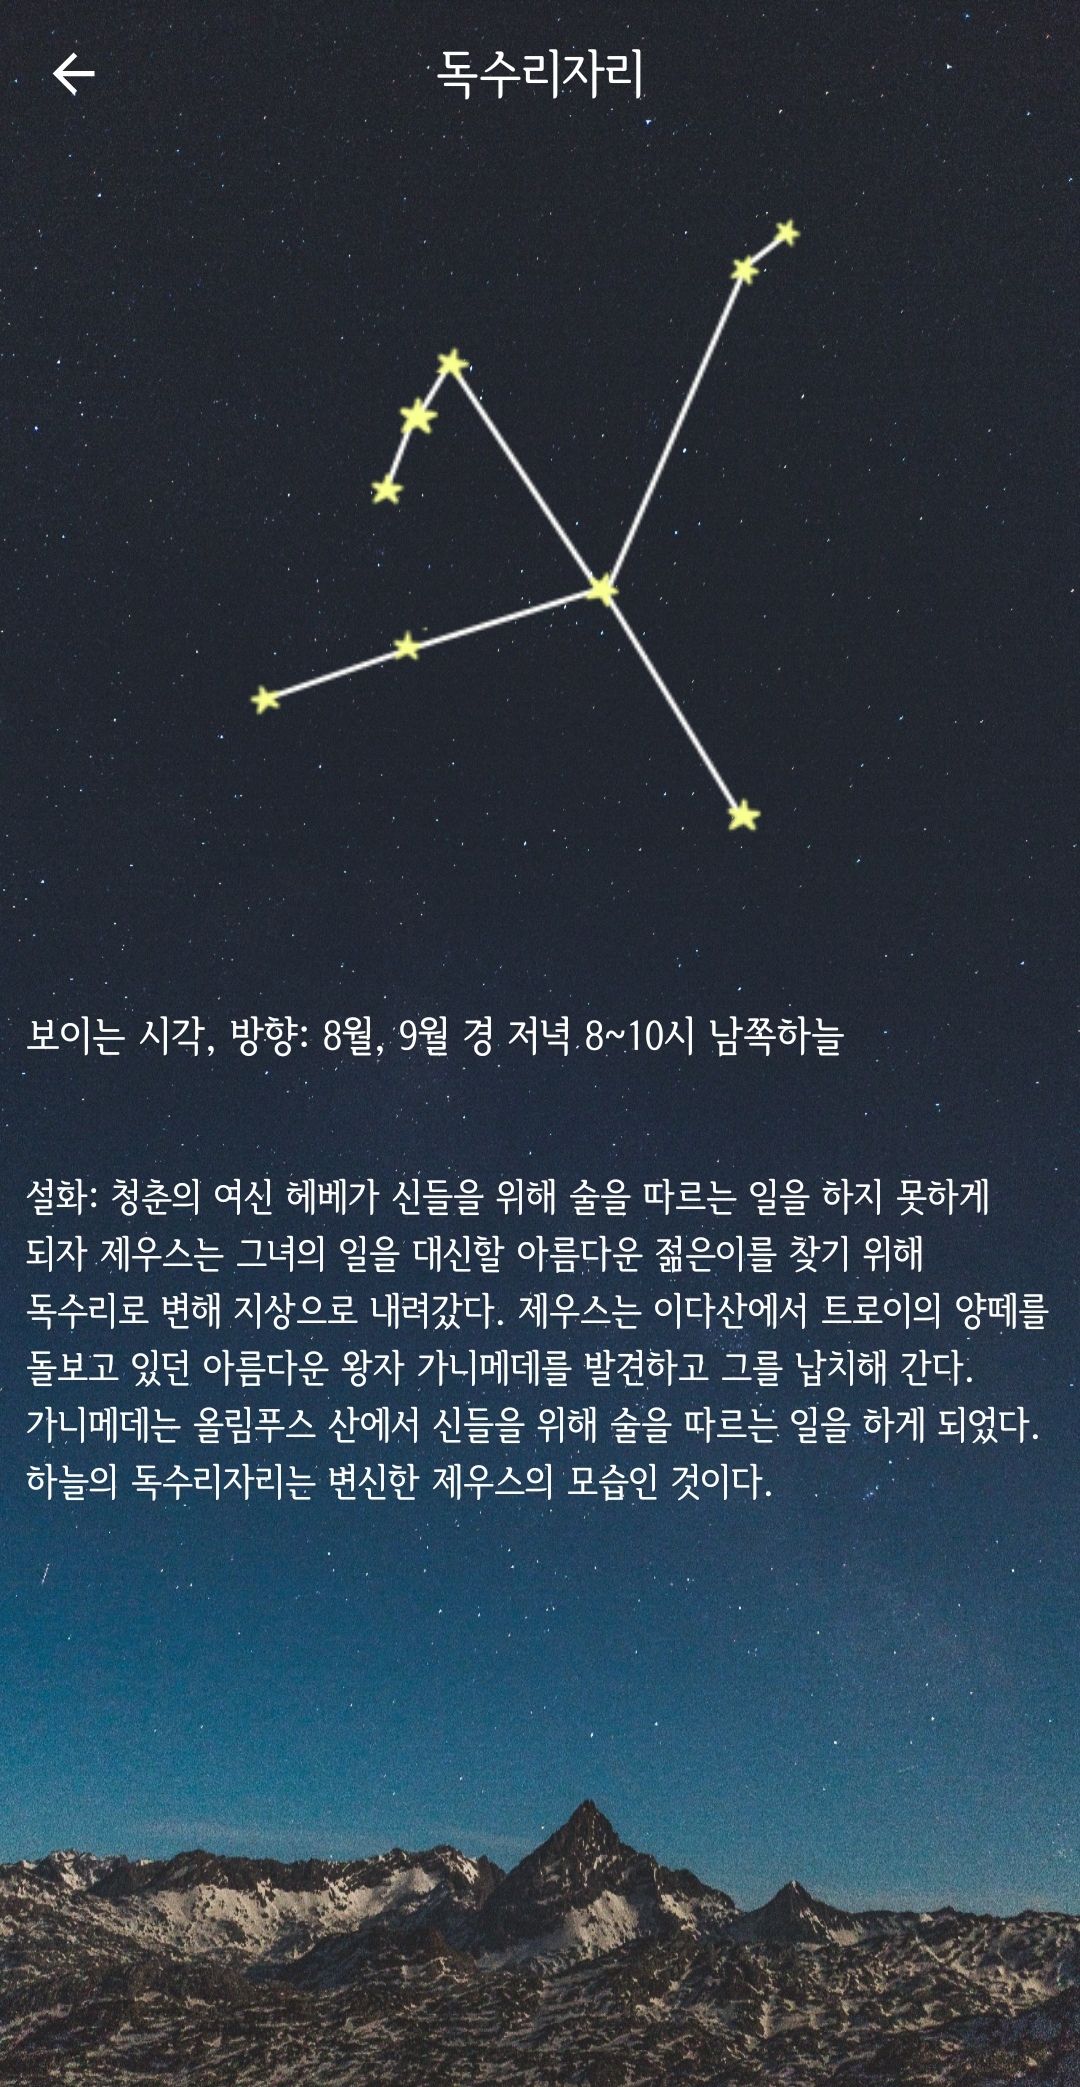 독수리자리
보이는 시각, 방향: 8월, 9월 경 저녁 8~10시 남쪽하늘
설화: 청춘의 여신 헤베가 신들을 위해 술을 따르는 일을 하지 못하게
되자 제우스는 그녀의 일을 대신할 아름다운 젊은이를 찾기 위해
독수리로 변해 지상으로 내려갔다. 제우스는 이다산에서 트로이의 양떼를
돌보고 있던 아름다운 왕자 가니메데를 발견하고 그를 납치해 간다.
가니메데는 올림푸스 산에서 신들을 위해 술을 따르는 일을 하게 되었다.
하늘의 독수리자리는 변신한 제우스의 모습인 것이다.